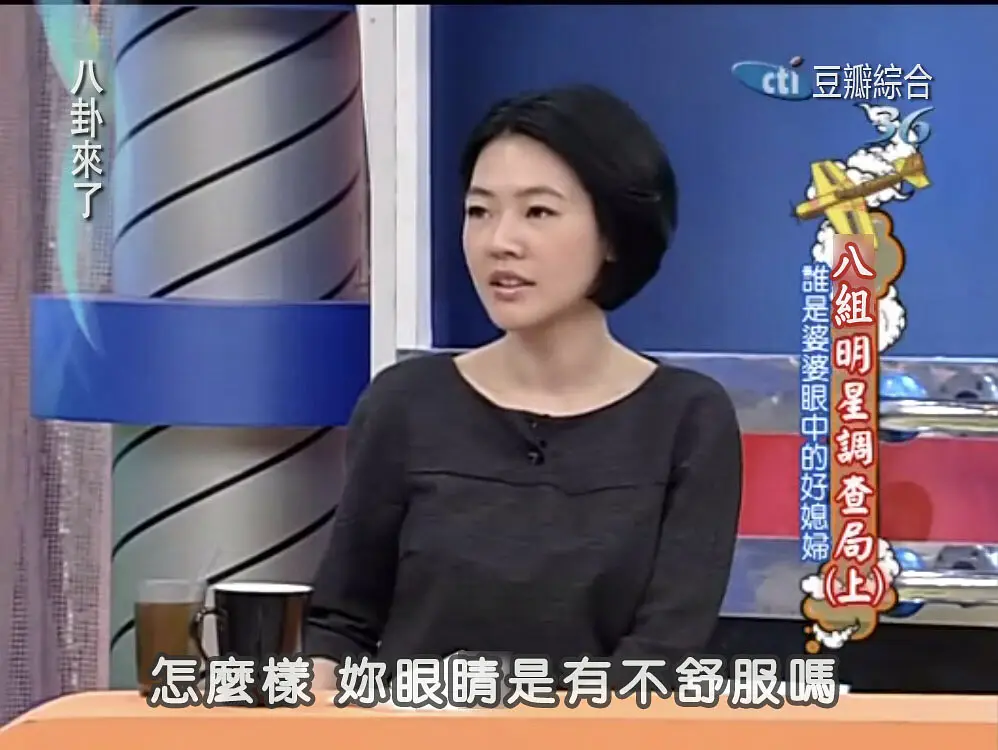 八卦來了
cti 豆瓣綜合
36
八組明星調查局(上)
誰是婆婆眼中的好媳婦
怎麼樣 妳眼睛是有不舒服嗎